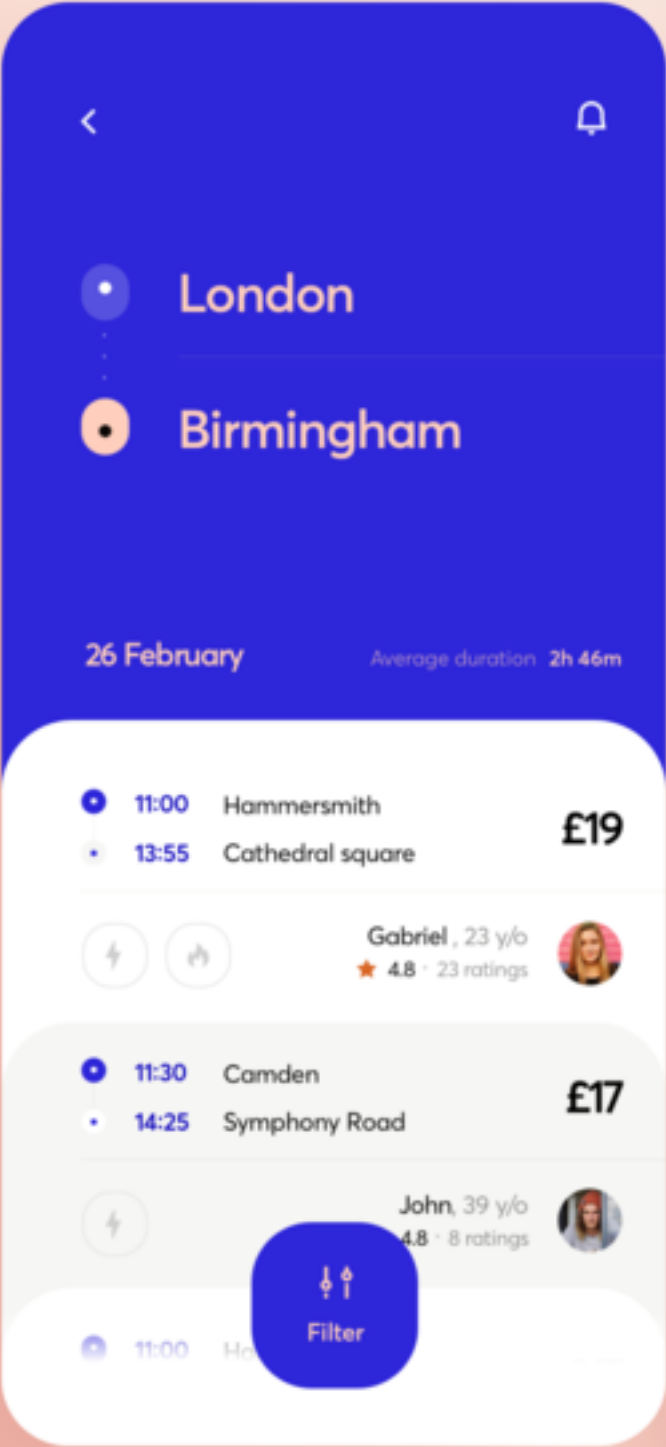 London
Birmingham
26 February
Average duration 2h 46m
11:00 Hammersmith
13:55 Cathedral square
£19
Gabriel , 23 y/o
4.8 · 23 ratings
11:30 Camden
14:25 Symphony Road
£17
John, 39 y/o
4.8 · 8 ratings
Filter
11:00